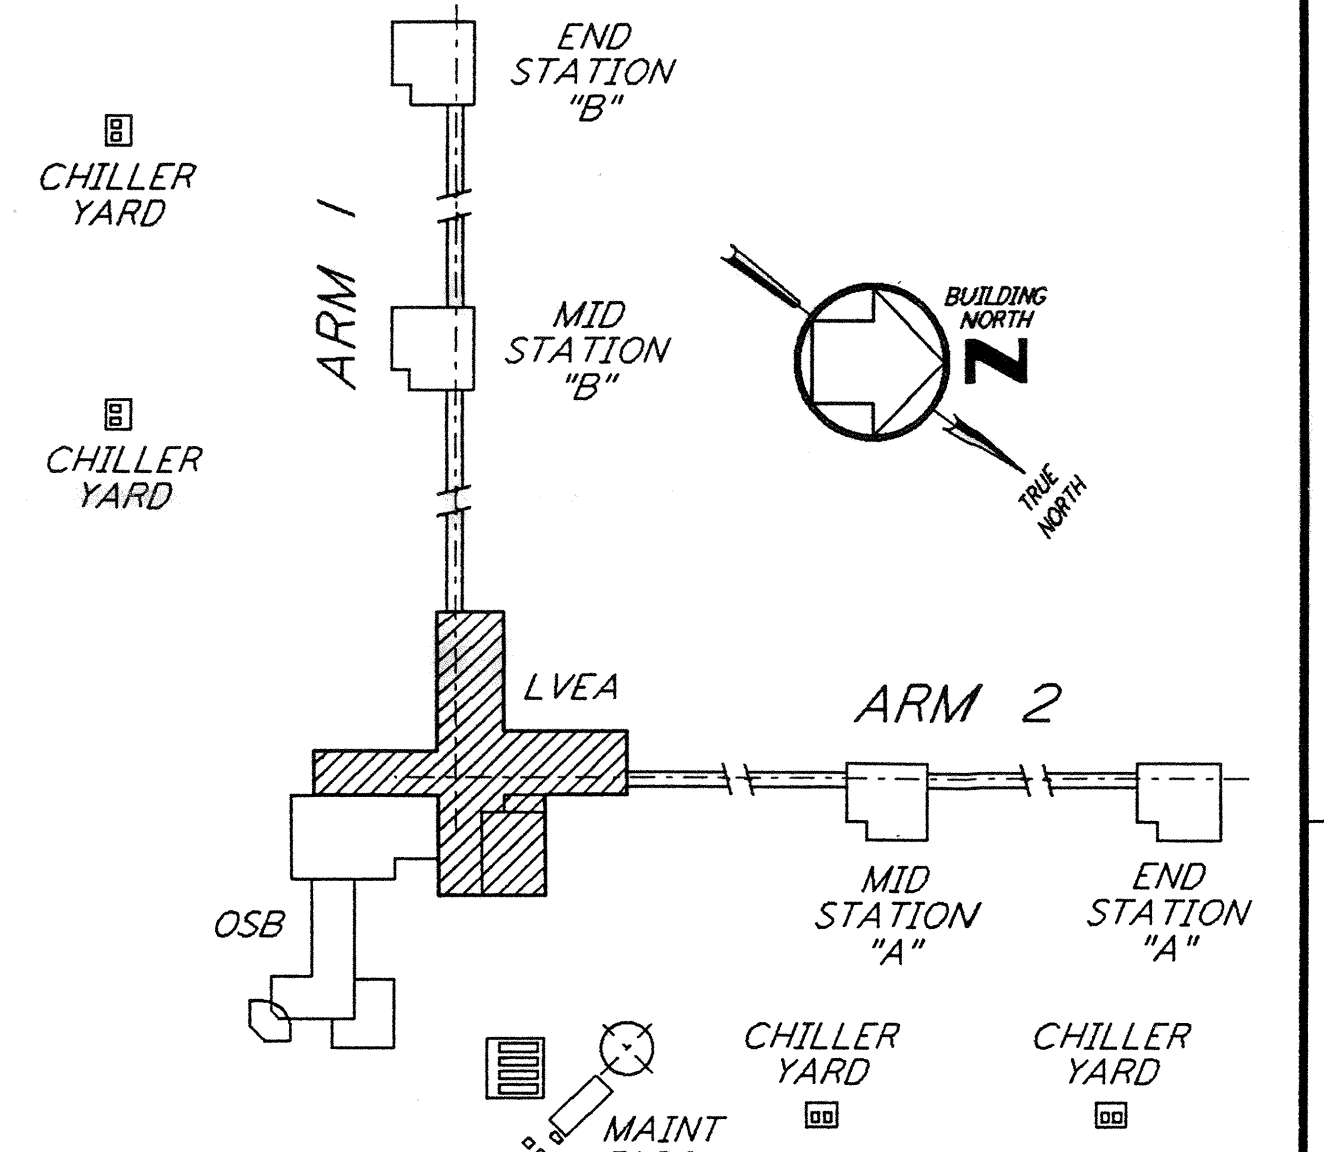 END
STATION
"B"
CHILLER
YARD
ARM 1
MID
STATION
"B"
BUILDING
NORTH
N
CHILLER
YARD
TRUE
NORTH
LVEA
ARM 2
MID
STATION
"A"
END
STATION
"A"
OSB
CHILLER
YARD
CHILLER
YARD
MAINT